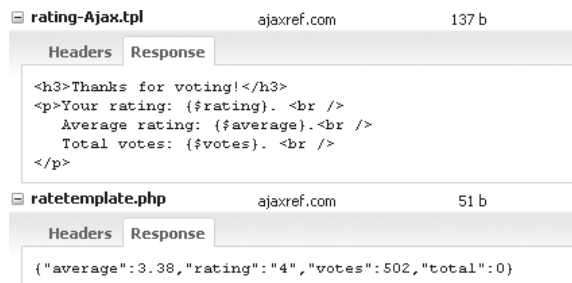 rating-Ajax.tpl ajaxref.com 137 b
Headers Response
<h3>Thanks for voting!</h3>
<p>Your rating: {$rating}. <br />
Average rating: {$average}.<br />
Total votes: {$votes}. <br />
</p>
ratetemplate.php ajaxref.com 51 b
Headers Response
{"average":3.38,"rating":"4","votes":502,"total":0}